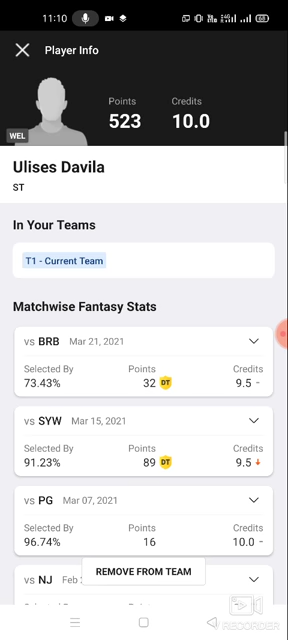 11:10 60
Player Info
Points Credits
523 10.0
WEL
Ulises Davila
ST
In Your Teams
T1 - Current Team
Matchwise Fantasy Stats
vs BRB Mar 21, 2021
Selected By Points Credits
73.43% 32 DT 9.5 -
vs SYW Mar 15, 2021
Selected By Points Credits
91.23% 89 DT 9.5
vs PG Mar 07, 2021
Selected By Points Credits
96.74% 16 10.0 -
REMOVE FROM TEAM
vs NJ Feb
RECORDER